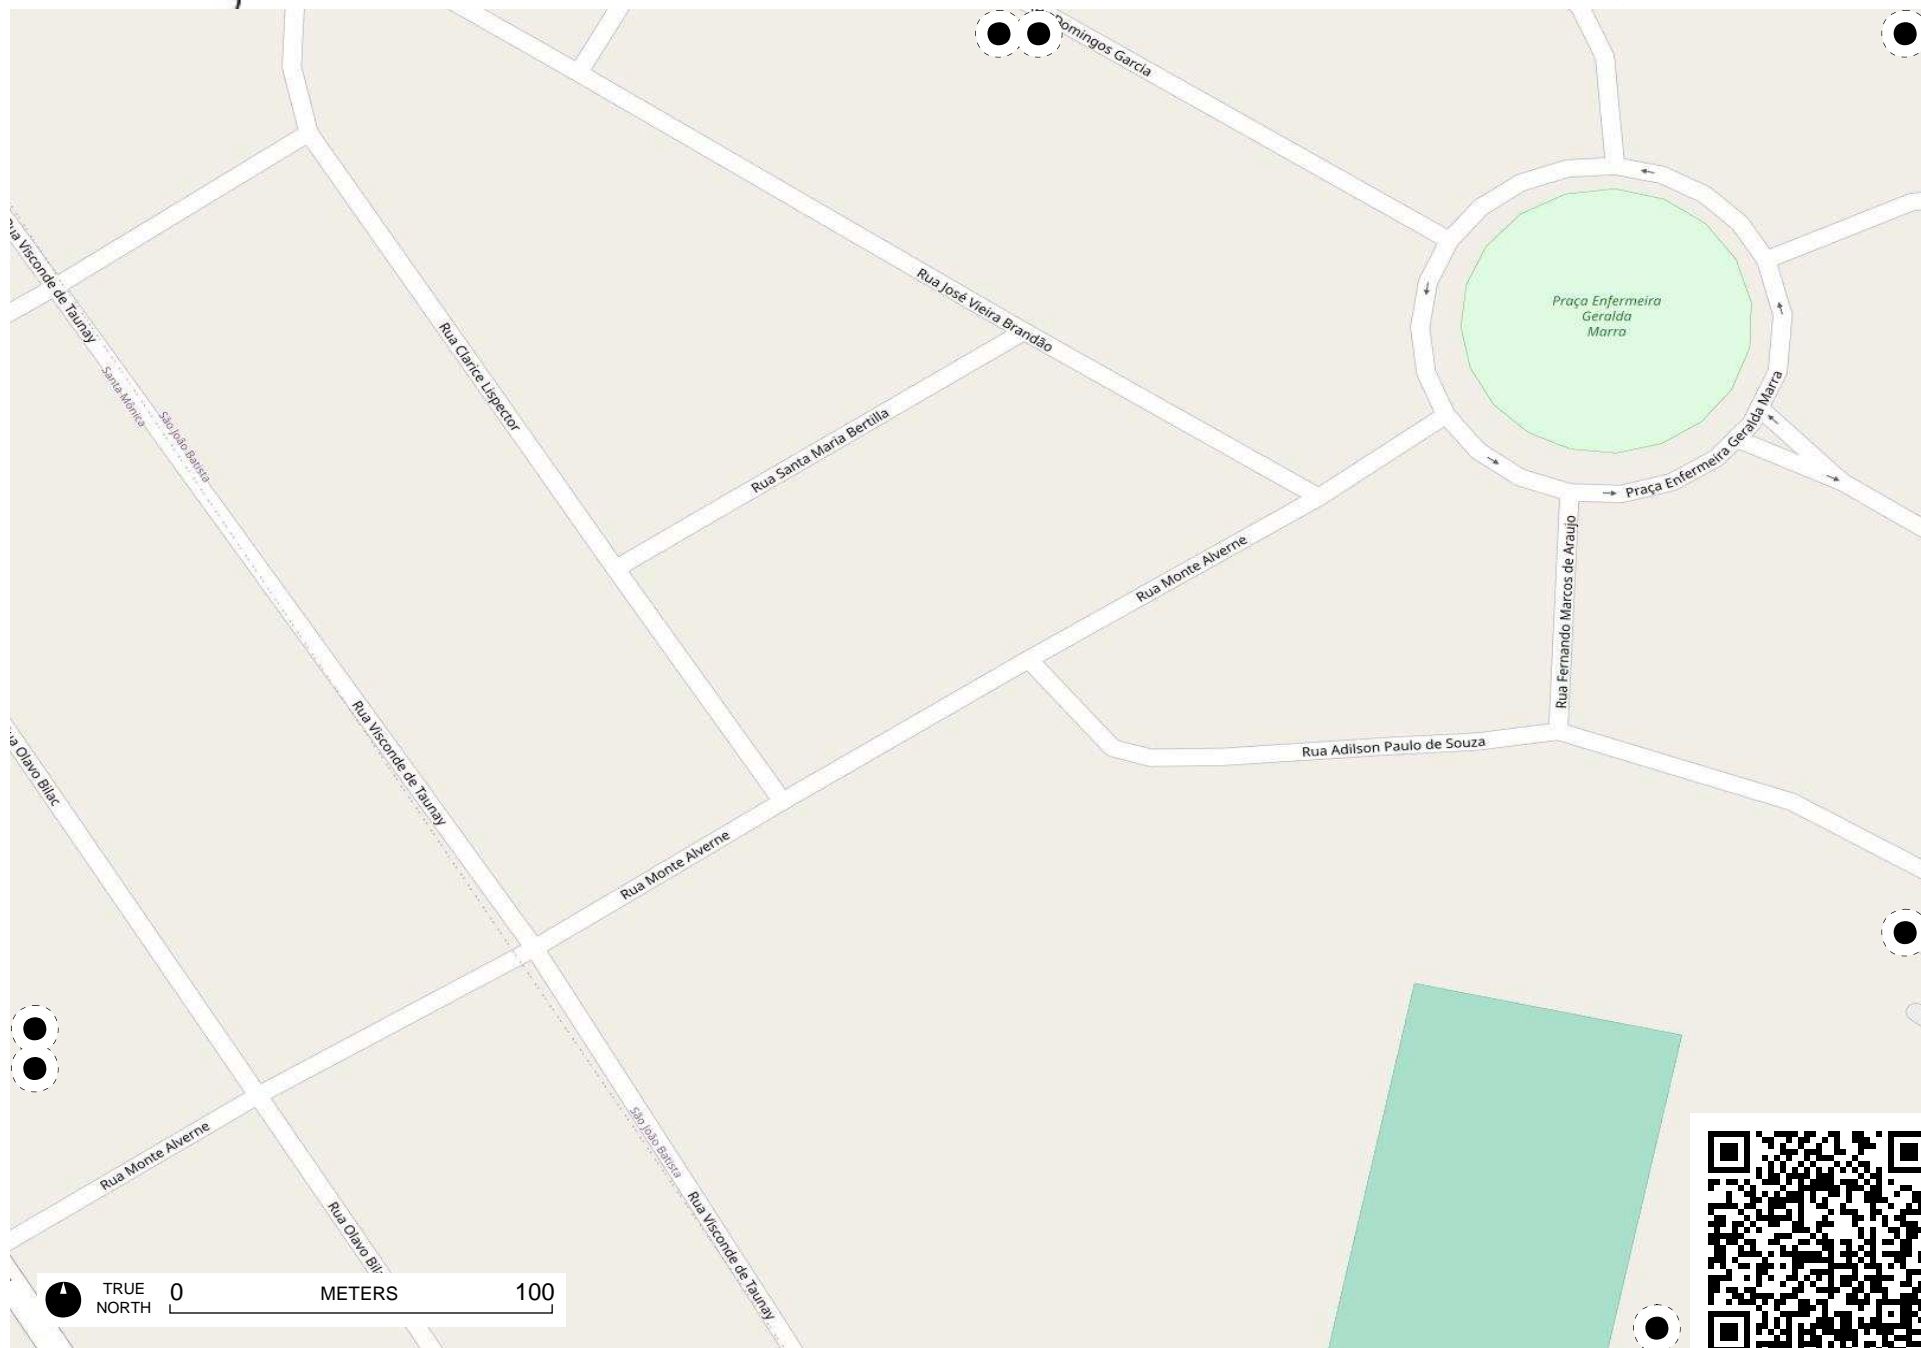 Domingos Garcia
Rua Visconde de Taunay
Rua José Vieira Brandão
Praça Enfermeira
Geralda
Marra
Rua Clarice Lispector
Santa Mônica
São João Batista
Rua Santa Maria Bertilla
Praça Enfermeira Geralda Marra
Rua Monte Alverne
Rua Fernando Marcos de Araujo
Rua Visconde de Taunay
Olavo Bilac
Rua Adilson Paulo de Souza
Rua Monte Alverne
Rua Monte Alverne
São João Batista
Rua Visconde de Taunay
Rua Olavo
TRUE
NORTH
0 METERS 100